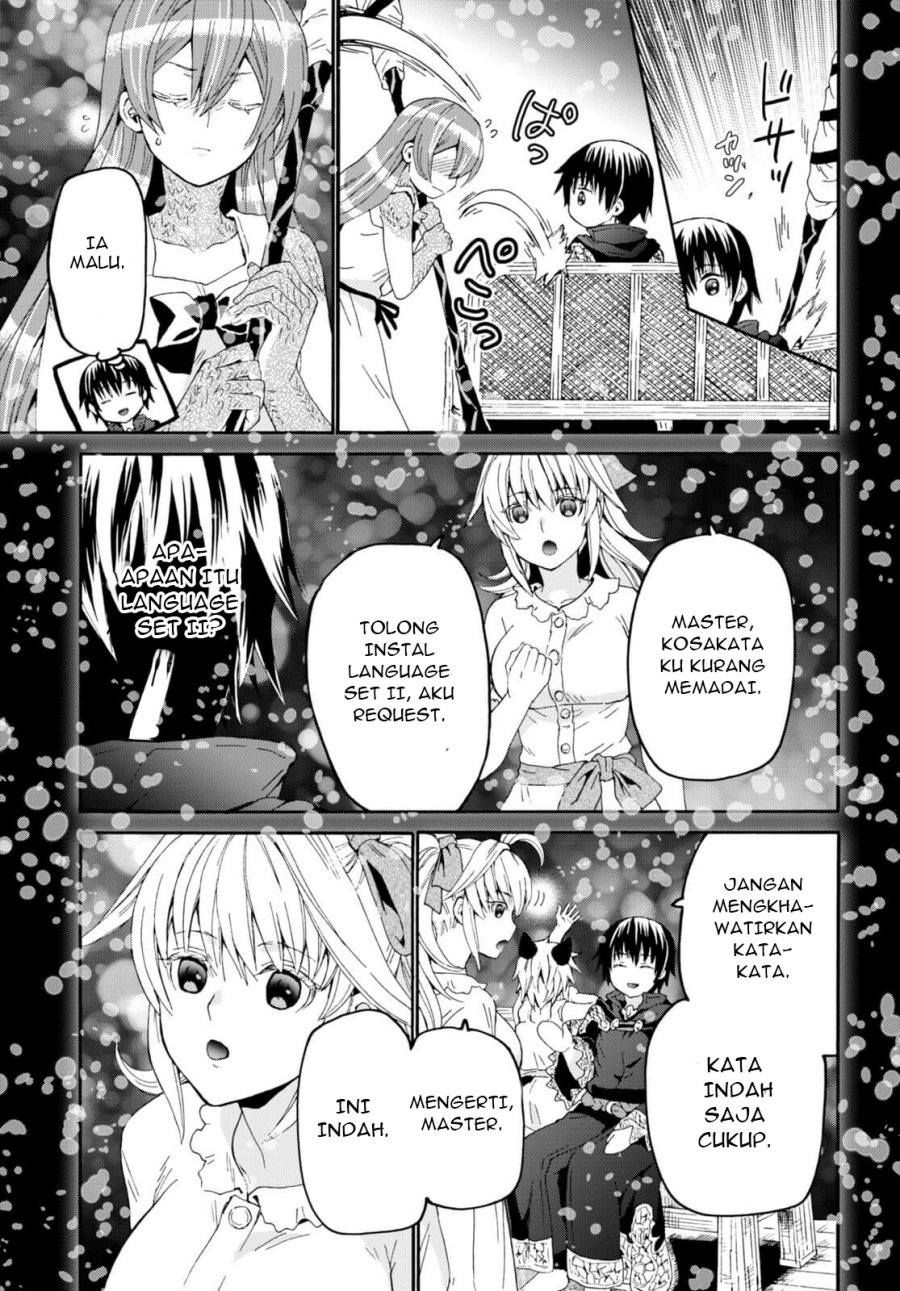 ドサッ
カツン
ぱっ
ぺこっ
IA
MALU.
MASTER,
KOSAKATA
KU KURANG
MEMADAI.
TOLONG
INSTAL
LANGUAGE
SET II, AKU
REQUEST.
APA-
APAAN ITU
LANGUAGE
SET II?
JANGAN
MENGKHA-
WATIRKAN
KATA-
KATA.
KATA
INDAH
SAJA
CUKUP.
MENGERTI,
MASTER.
INI
INDAH.